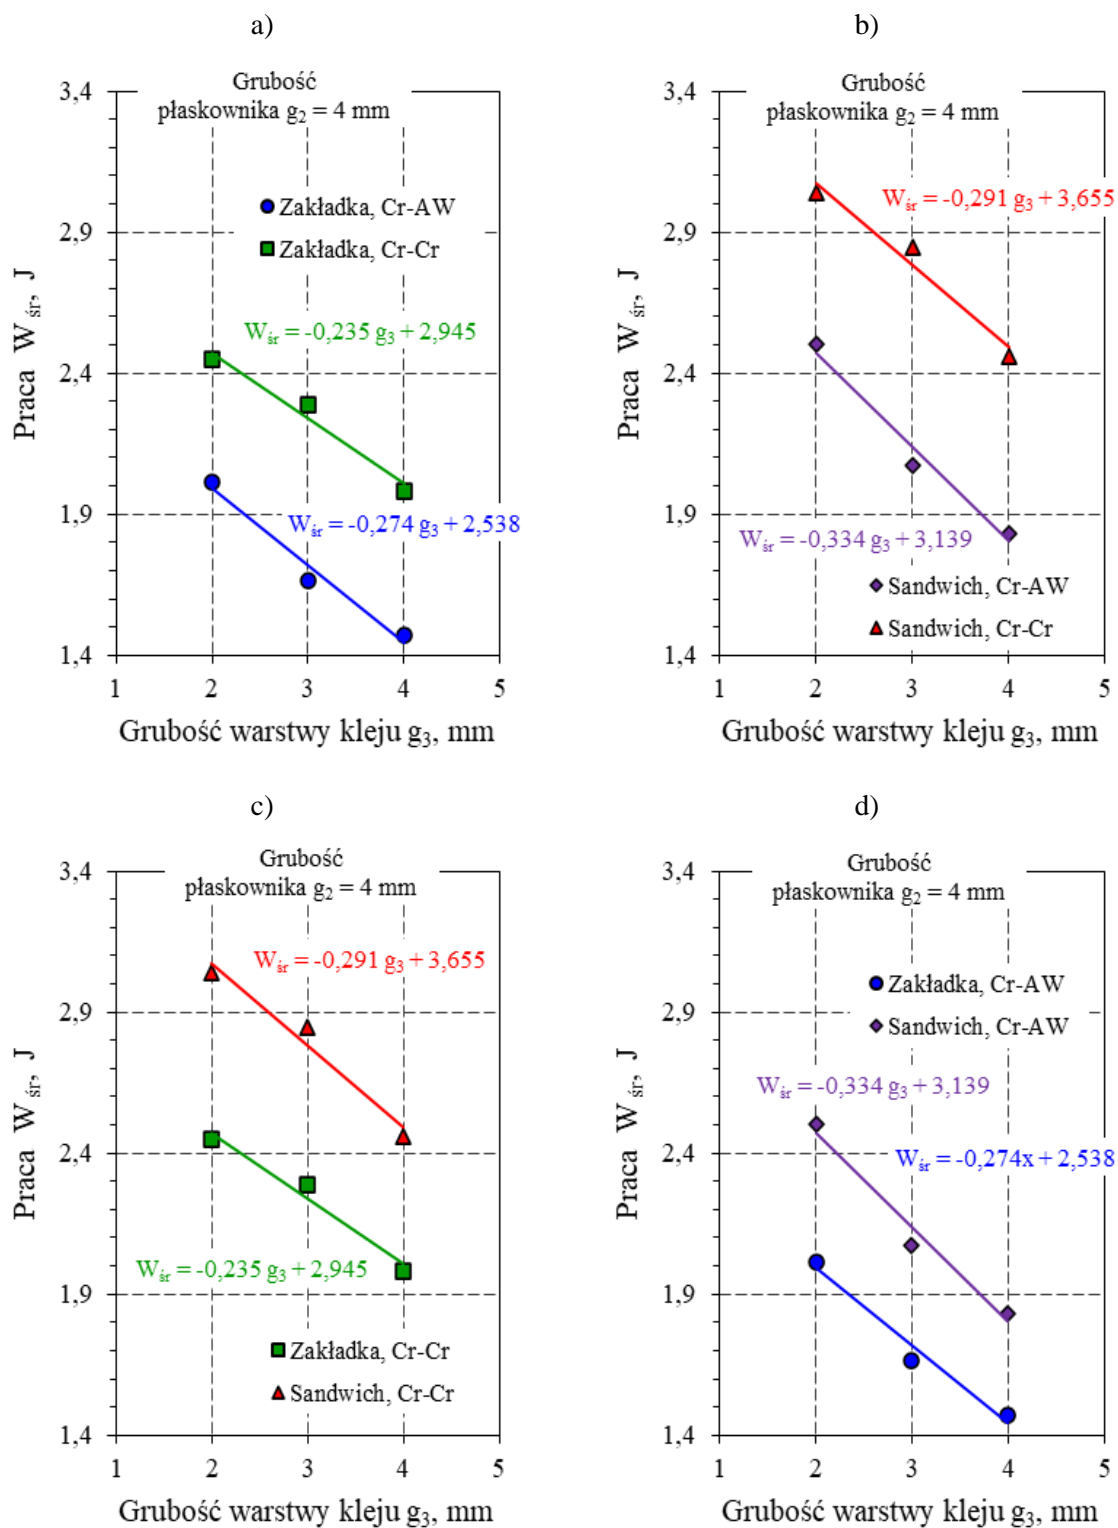 a)
Grubość
płaskownika g₂ = 4 mm
3,4
2,9
2,4
1,9
1,4
Praca W śr, J
Zakładka, Cr-AW
Zakładka, Cr-Cr
Wśr = -0,235 g₃ + 2,945
Wśr = -0,274 g₃ + 2,538
1 2 3 4 5
Grubość warstwy kleju g₃, mm
b)
Grubość
płaskownika g₂ = 4 mm
3,4
2,9
2,4
1,9
1,4
Praca W śr, J
Wśr = -0,291 g₃ + 3,655
Wśr = -0,334 g₃ + 3,139
Sandwich, Cr-AW
Sandwich, Cr-Cr
1 2 3 4 5
Grubość warstwy kleju g₃, mm
c)
Grubość
płaskownika g₂ = 4 mm
3,4
2,9
2,4
1,9
1,4
Praca W śr, J
Wśr = -0,291 g₃ + 3,655
Wśr = -0,235 g₃ + 2,945
Zakładka, Cr-Cr
Sandwich, Cr-Cr
1 2 3 4 5
Grubość warstwy kleju g₃, mm
d)
Grubość
płaskownika g₂ = 4 mm
3,4
2,9
2,4
1,9
1,4
Praca W śr, J
Zakładka, Cr-AW
Sandwich, Cr-AW
Wśr = -0,334 g₃ + 3,139
Wśr = -0,274x + 2,538
1 2 3 4 5
Grubość warstwy kleju g₃, mm